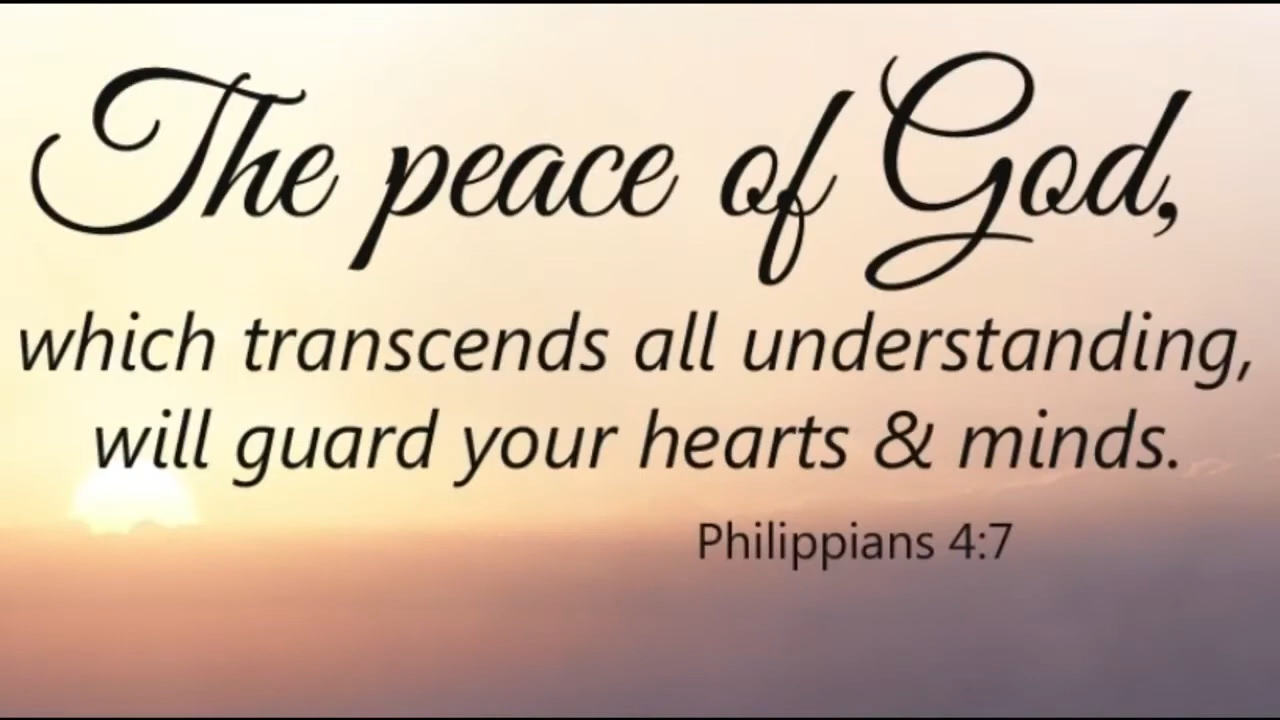 The peace of God,
which transcends all understanding,
will guard your hearts & minds.
Philippians 4:7